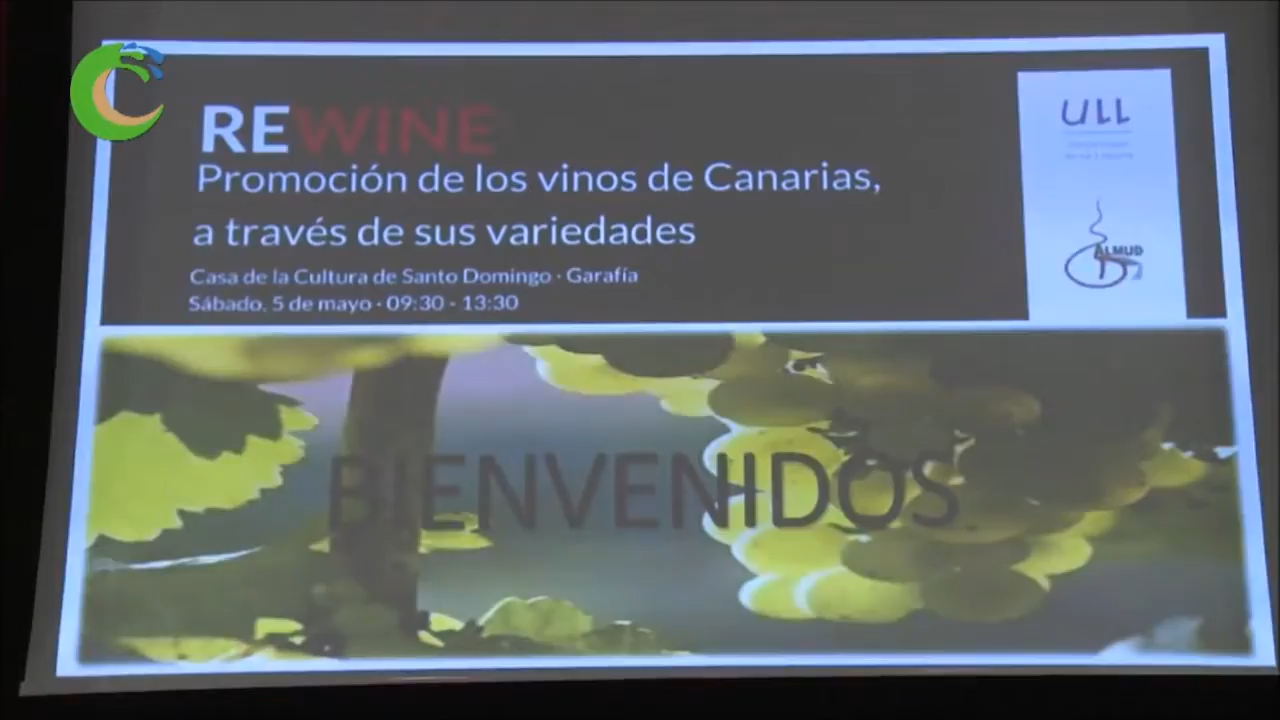 REWINE
Promoción de los vinos de Canarias,
a través de sus variedades
Casa de la Cultura de Santo Domingo · Garafía
Sábado, 5 de mayo · 09:30 - 13:30
ULL
ALMUD
BIENVENIDOS